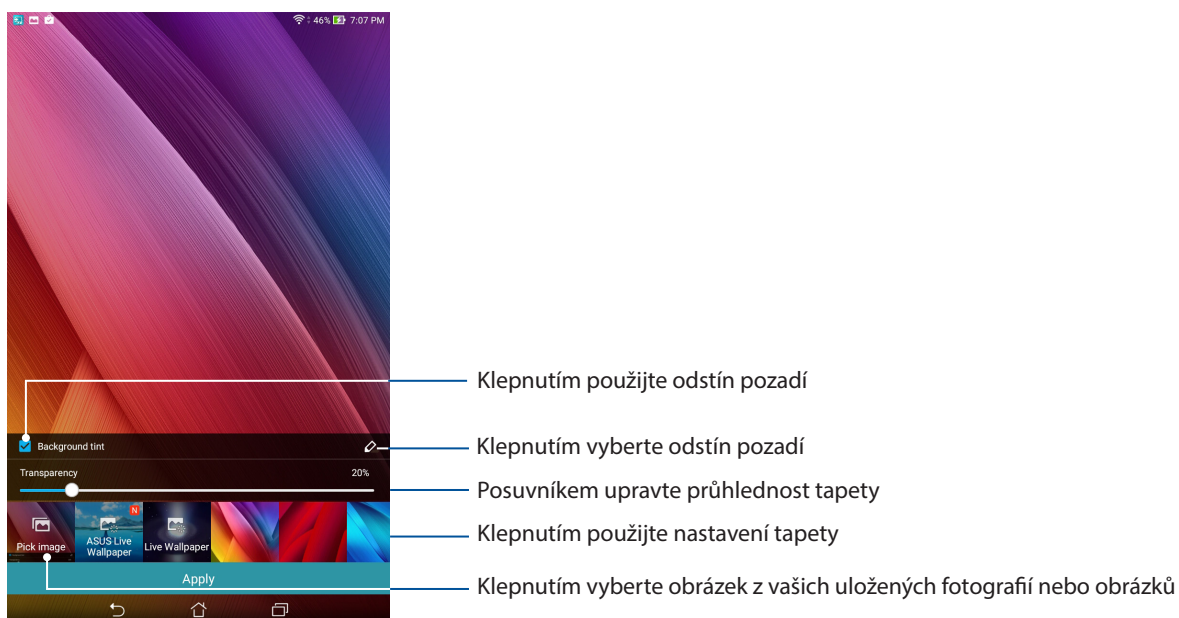 46% 7:07 PM
Klepnutím použijte odstín pozadí
Background tint
Klepnutím vyberte odstín pozadí
Transparency 20%
Posuvníkem upravte průhlednost tapety
N
Pick image
ASUS Live
Wallpaper
Live Wallpaper
Klepnutím použijte nastavení tapety
Apply
Klepnutím vyberte obrázek z vašich uložených fotografií nebo obrázků